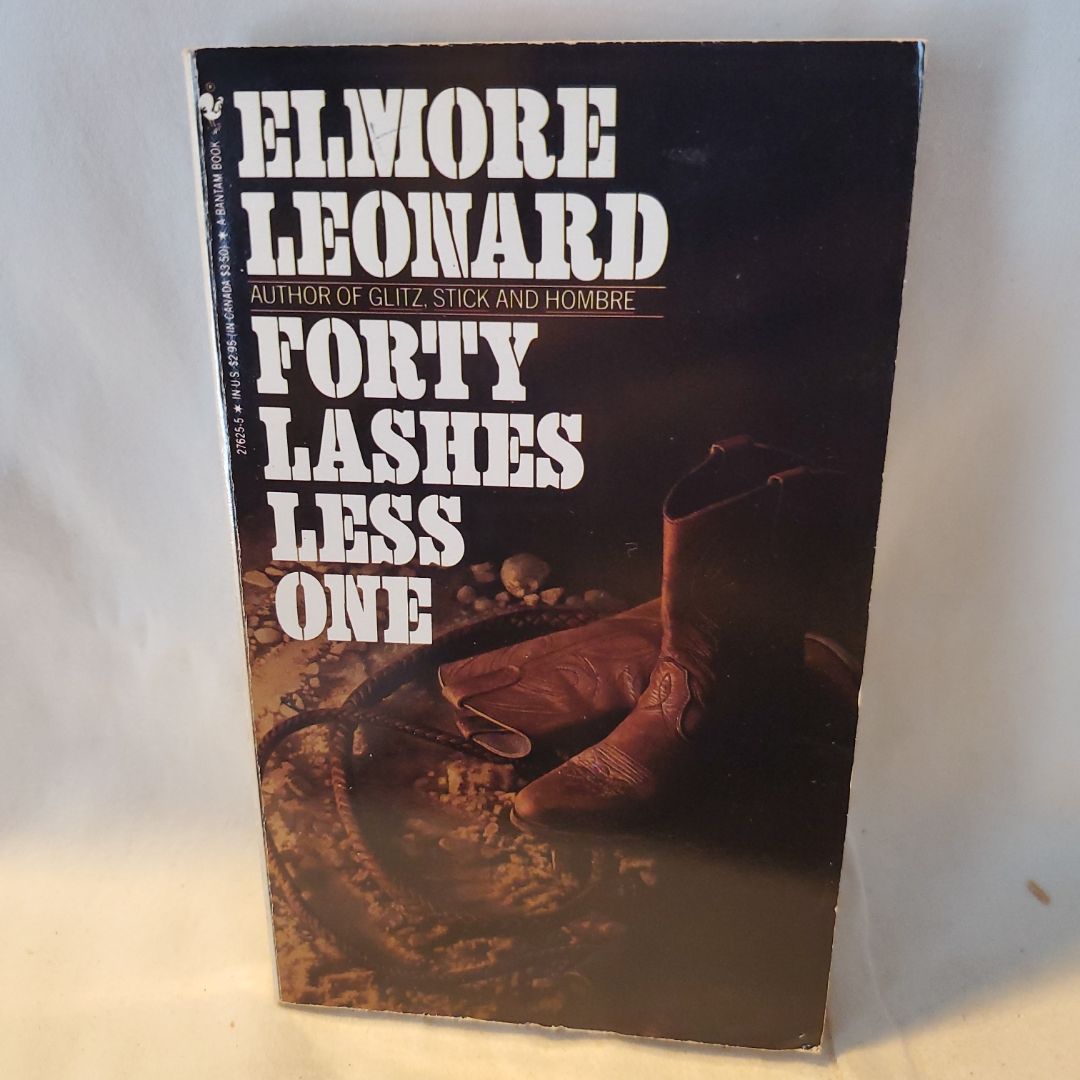 ELMORE
LEONARD
AUTHOR OF GLITZ, STICK AND HOMBRE
FORTY
LASHES
LESS
ONE
27625-5 ★ IN U.S. $2.95 (IN CANADA $3.50) ★ A BANTAM BOOK